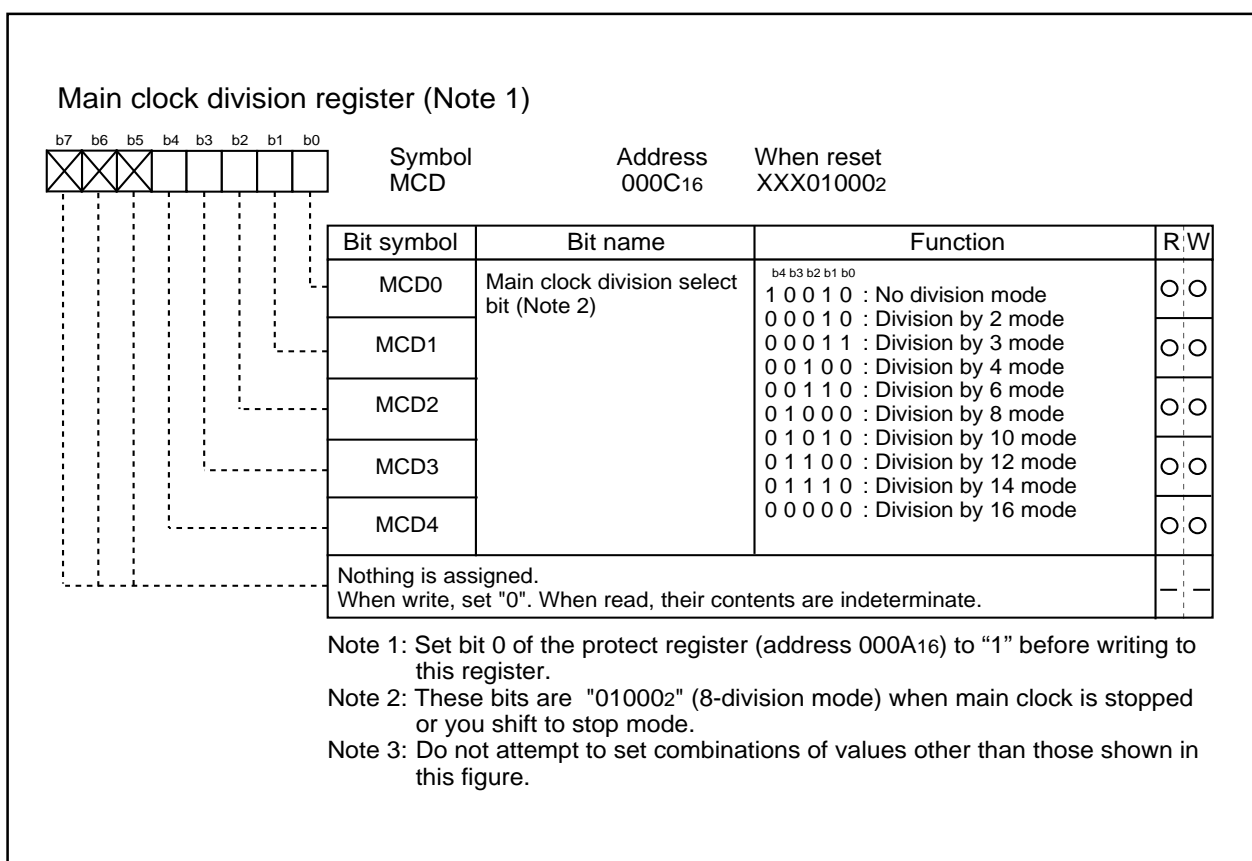 Main clock division register (Note 1)
b7 b6 b5 b4 b3 b2 b1 b0
Symbol Address When reset
MCD 000C16 XXX010002
Bit symbol Bit name Function R W
MCD0 Main clock division select bit (Note 2)
b4 b3 b2 b1 b0
1 0 0 1 0 : No division mode
0 0 0 1 0 : Division by 2 mode
MCD1 0 0 0 1 1 : Division by 3 mode
0 0 1 0 0 : Division by 4 mode
0 0 1 1 0 : Division by 6 mode
MCD2 0 1 0 0 0 : Division by 8 mode
0 1 0 1 0 : Division by 10 mode
MCD3 0 1 1 0 0 : Division by 12 mode
0 1 1 1 0 : Division by 14 mode
MCD4 0 0 0 0 0 : Division by 16 mode
Nothing is assigned.
When write, set "0". When read, their contents are indeterminate.
Note 1: Set bit 0 of the protect register (address 000A16) to “1” before writing to
this register.
Note 2: These bits are "010002" (8-division mode) when main clock is stopped
or you shift to stop mode.
Note 3: Do not attempt to set combinations of values other than those shown in
this figure.